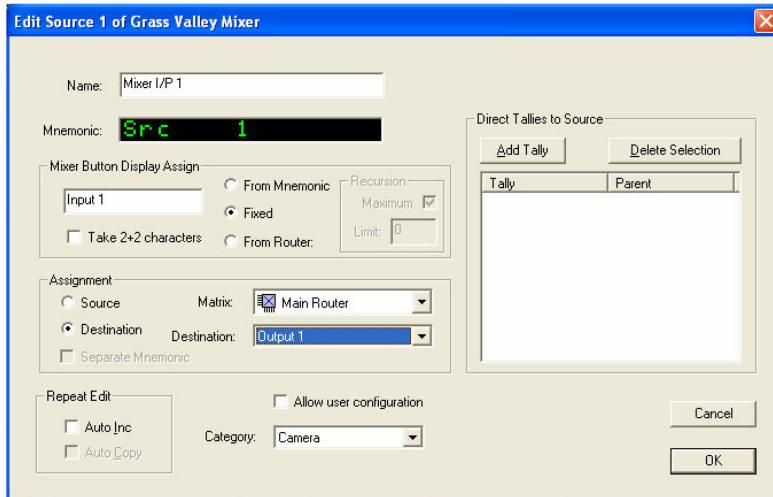 Edit Source 1 of Grass Valley Mixer
Name: Mixer I/P 1
Mnemonic: Src 1
Mixer Button Display Assign
Input 1
Take 2+2 characters
From Mnemonic
Fixed
From Router:
Recursion
Maximum
Limit: 0
Assignment
Source
Destination
Separate Mnemonic
Matrix: Main Router
Destination: Output 1
Repeat Edit
Auto Inc
Auto Copy
Allow user configuration
Category: Camera
Direct Tallies to Source
Add Tally Delete Selection
Tally Parent
Cancel
OK